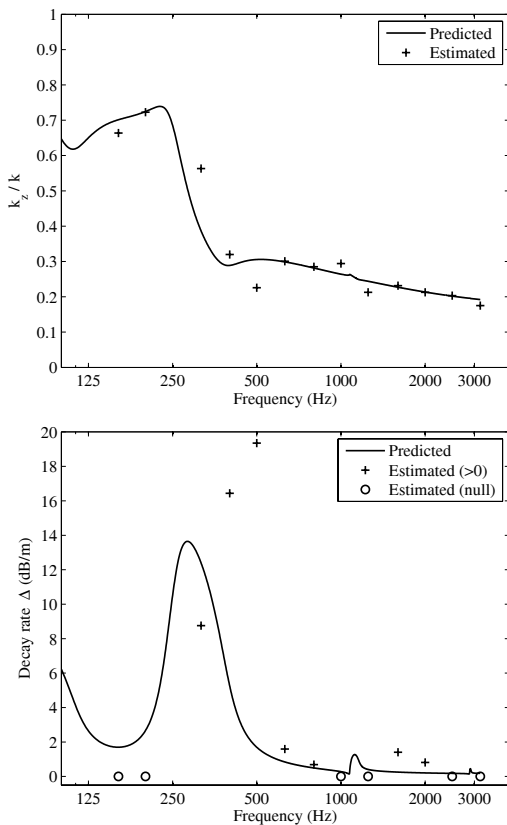 1
0.9
0.8
0.7
0.6
0.5
0.4
0.3
0.2
0.1
0
k_z / k
Predicted
Estimated
125 250 500 1000 2000 3000
Frequency (Hz)
20
18
16
14
12
10
8
6
4
2
0
Decay rate Δ (dB/m)
Predicted
Estimated (>0)
Estimated (null)
125 250 500 1000 2000 3000
Frequency (Hz)